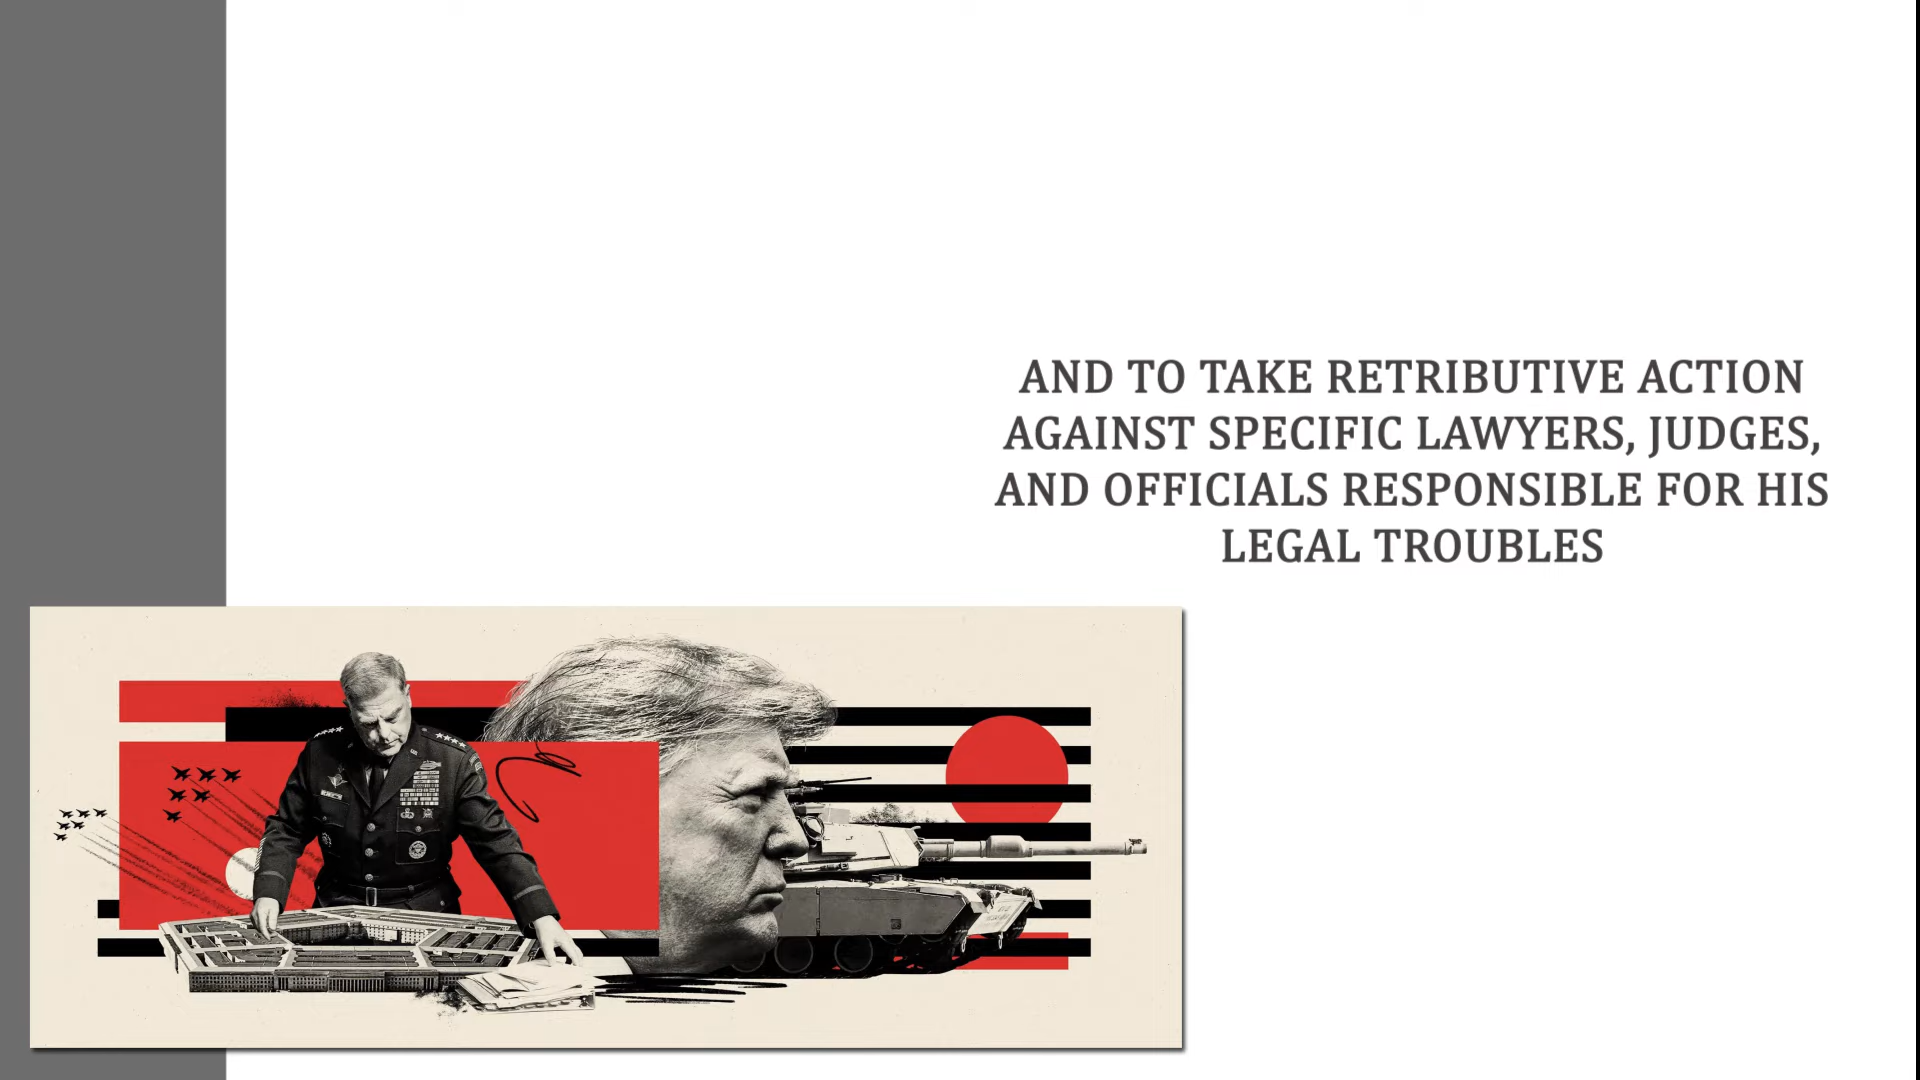 AND TO TAKE RETRIBUTIVE ACTION
AGAINST SPECIFIC LAWYERS, JUDGES,
AND OFFICIALS RESPONSIBLE FOR HIS
LEGAL TROUBLES